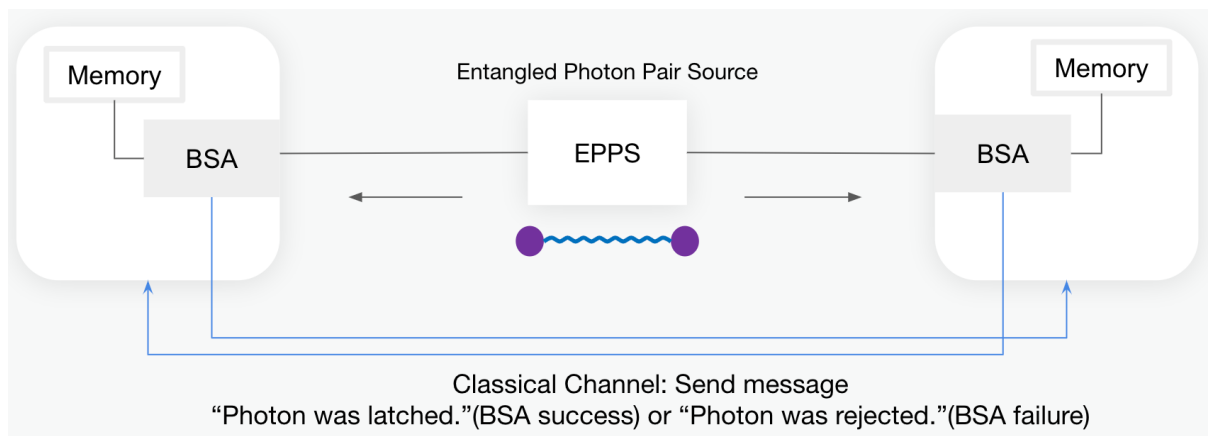 Memory
Memory
Entangled Photon Pair Source
BSA
EPPS
BSA
Classical Channel: Send message
“Photon was latched.”(BSA success) or “Photon was rejected.”(BSA failure)